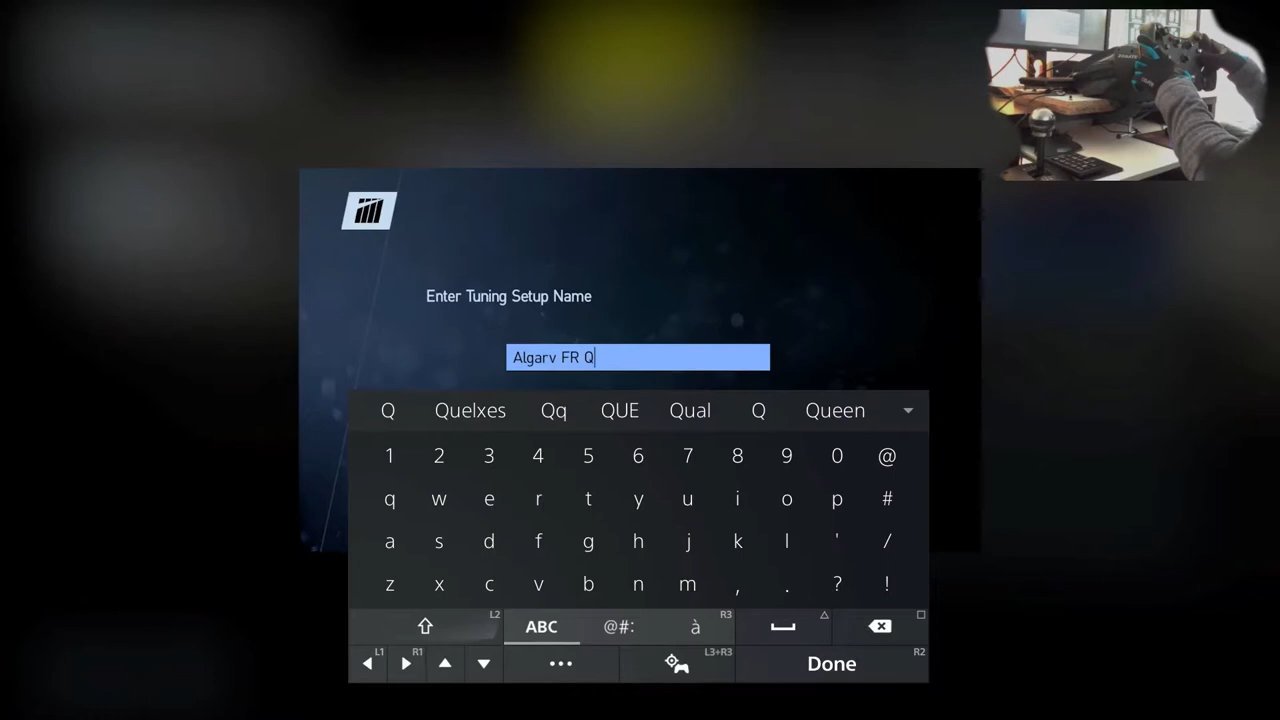 Enter Tuning Setup Name
Algarv FR Q
Q Quelxes Qq QUE Qual Q Queen
1 2 3 4 5 6 7 8 9 0 @
q w e r t y u i o p #
a s d f g h j k l ' /
z x c v b n m , . ? !
L2 ABC @#: à R3 △ □
L1 R1 ••• L3+R3 Done R2